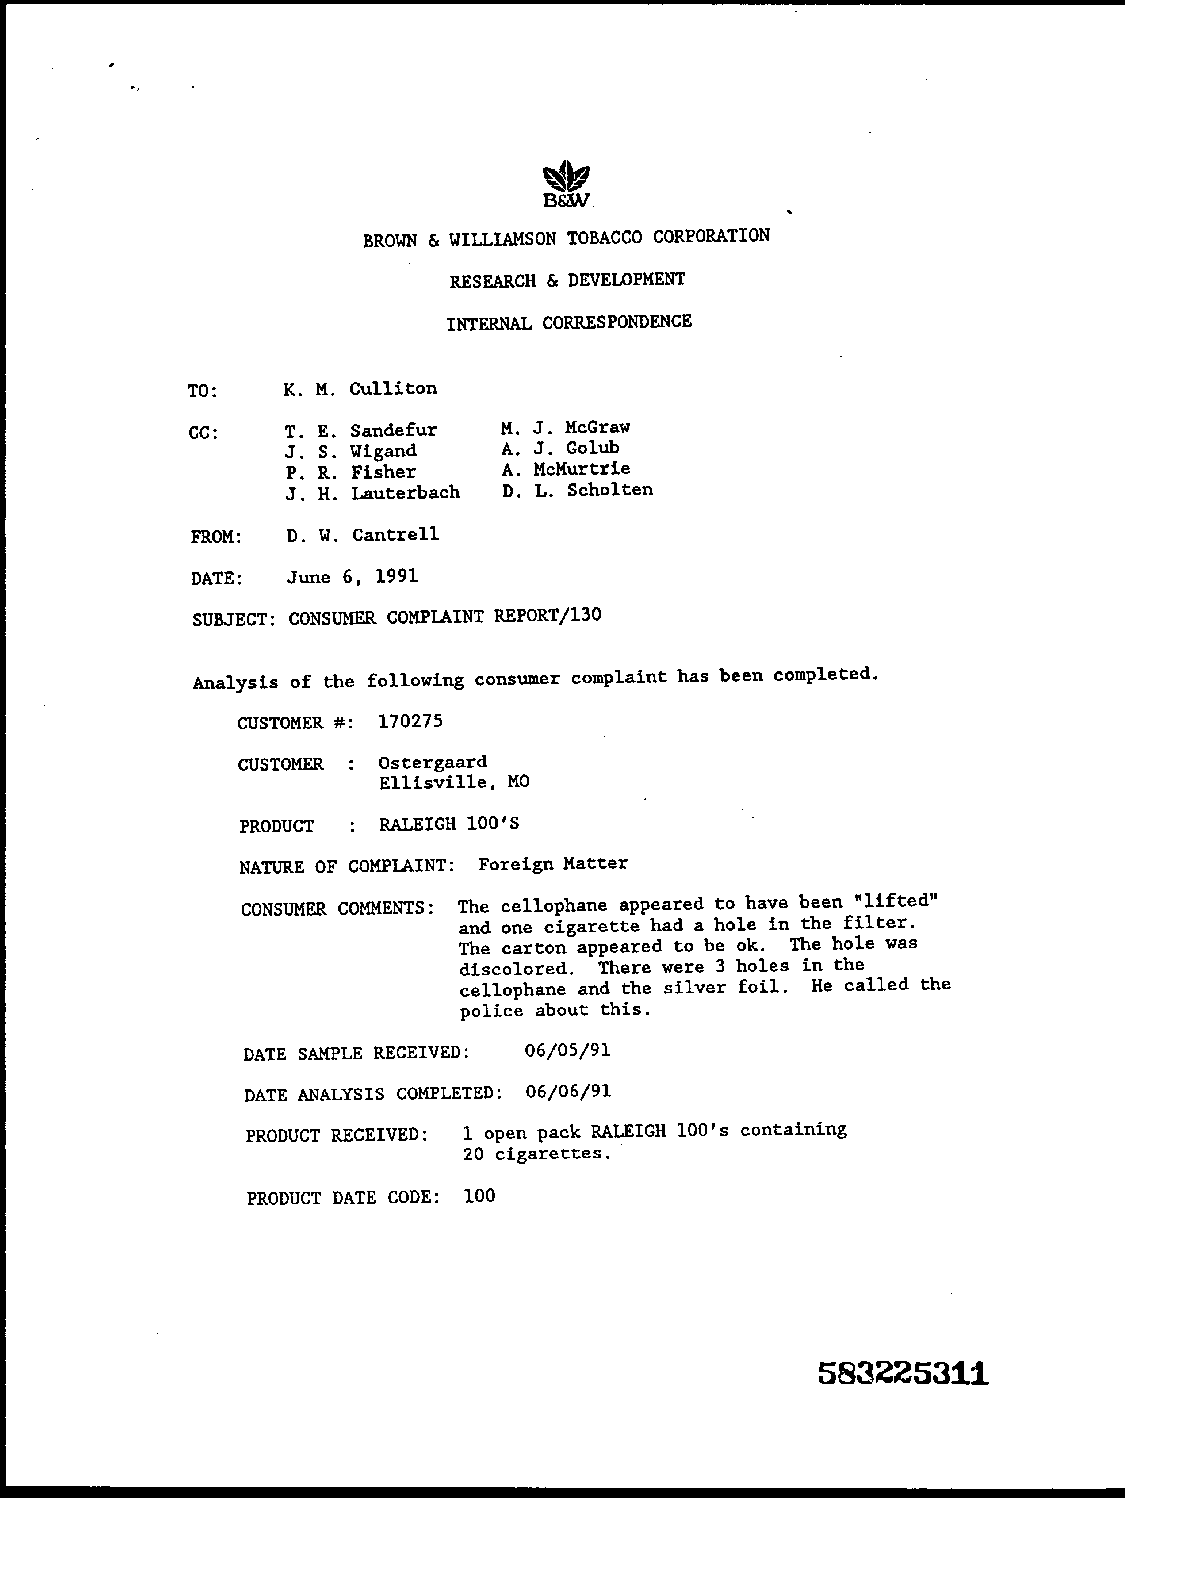 B&W
BROWN & WILLIAMSON TOBACCO CORPORATION
RESEARCH & DEVELOPMENT
INTERNAL CORRESPONDENCE
TO: K. M. Culliton
CC: T. E. Sandefur M. J. McGraw
J. S. Wigand A. J. Golub
P. R. Fisher A. McMurtrie
J. H. Lauterbach D. L. Scholten
FROM: D. W. Cantrell
DATE: June 6, 1991
SUBJECT: CONSUMER COMPLAINT REPORT/130
Analysis of the following consumer complaint has been completed.
CUSTOMER #: 170275
CUSTOMER : Ostergaard
Ellisville, MO
PRODUCT : RALEIGH 100'S
NATURE OF COMPLAINT: Foreign Matter
CONSUMER COMMENTS: The cellophane appeared to have been "lifted"
and one cigarette had a hole in the filter.
The carton appeared to be ok. The hole was
discolored. There were 3 holes in the
cellophane and the silver foil. He called the
police about this.
DATE SAMPLE RECEIVED: 06/05/91
DATE ANALYSIS COMPLETED: 06/06/91
PRODUCT RECEIVED: 1 open pack RALEIGH 100's containing
20 cigarettes.
PRODUCT DATE CODE: 100
583225311